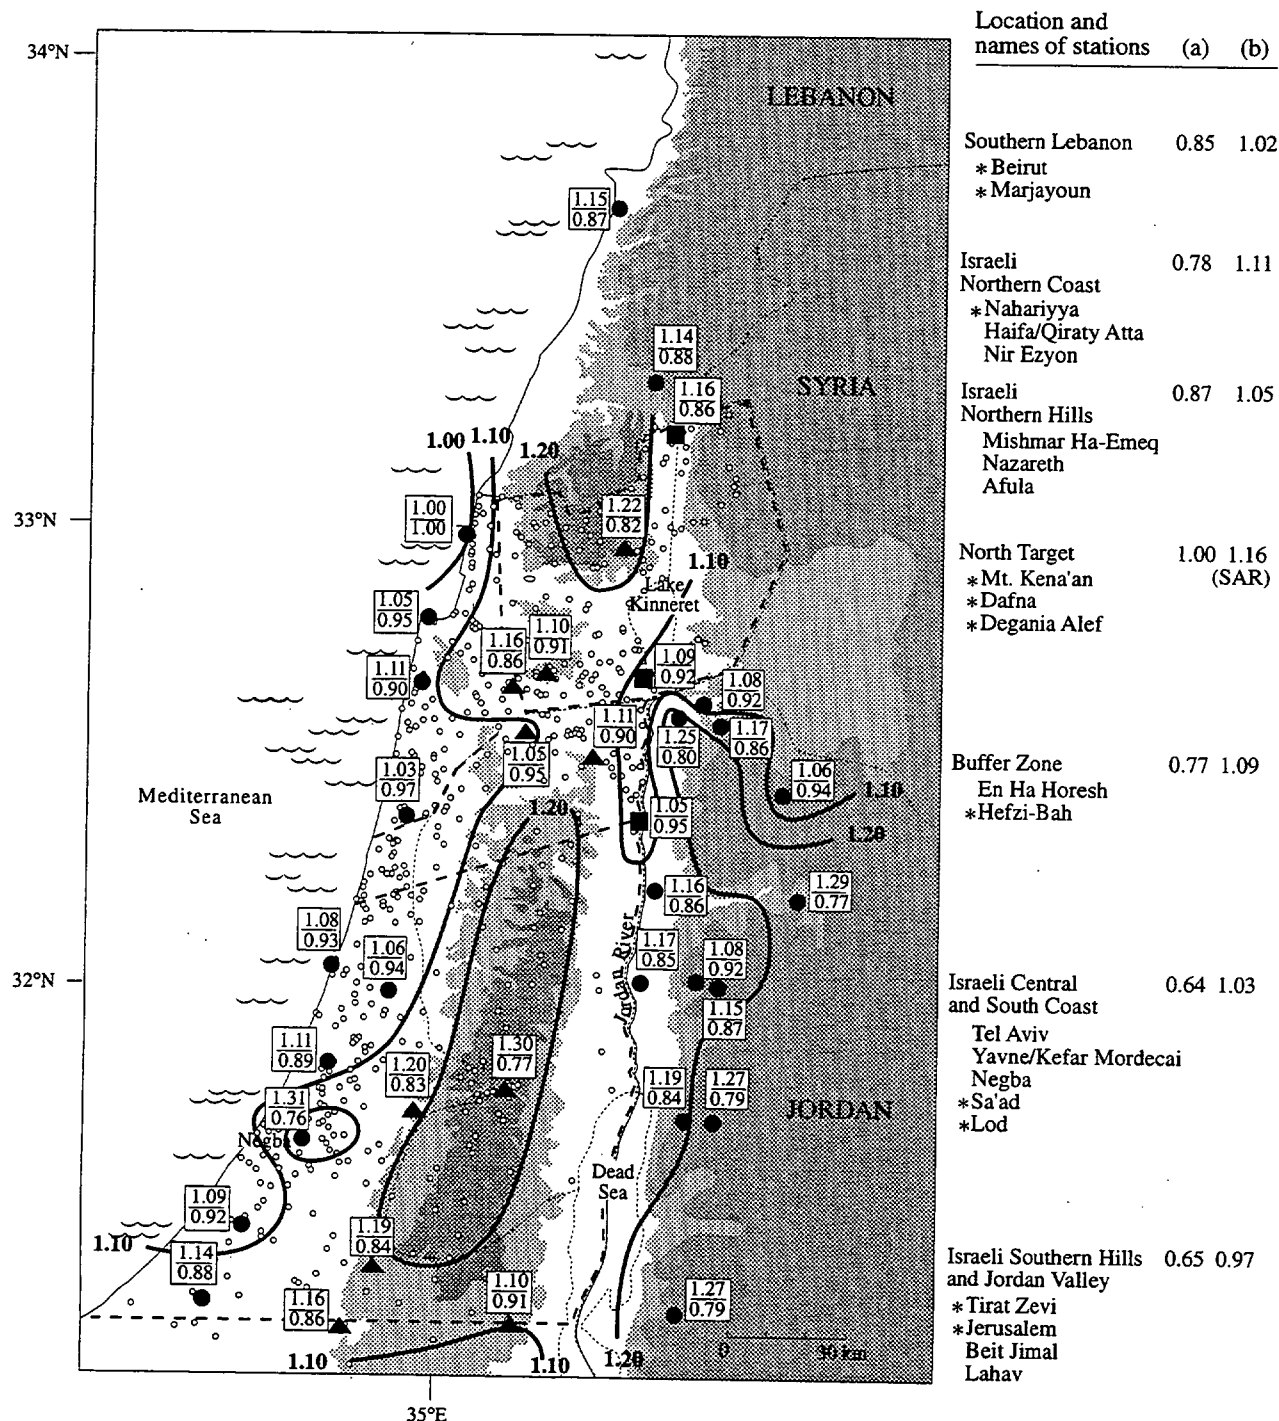 Location and
names of stations (a) (b)
34°N
LEBANON
Southern Lebanon 0.85 1.02
* Beirut
* Marjayoun
1.15
0.87
Israeli 0.78 1.11
Northern Coast
* Nahariyya
Haifa/Qiraty Atta
Nir Ezyon
1.14
0.88
SYRIA
1.16
0.86
Israeli 0.87 1.05
Northern Hills
Mishmar Ha-Emeq
Nazareth
Afula
1.00 1.10
1.20
33°N
1.00
1.00
1.22
0.82
North Target 1.00 1.16
* Mt. Kena'an (SAR)
* Dafna
* Degania Alef
1.10
Lake
Kinneret
1.05
0.95
1.10
0.91
1.16
0.86
1.09
0.92
1.11
0.90
1.08
0.92
1.11
0.90
1.25
0.80
1.17
0.86
1.05
0.95
1.03
0.97
1.06
0.94
1.10
Buffer Zone 0.77 1.09
En Ha Horesh
* Hefzi-Bah
Mediterranean
Sea
1.20
1.05
0.95
1.20
1.16
0.86
1.29
0.77
1.08
0.93
1.06
0.94
Jordan River
1.17
0.85
1.08
0.92
32°N
1.15
0.87
Israeli Central 0.64 1.03
and South Coast
Tel Aviv
Yavne/Kefar Mordecai
Negba
* Sa'ad
* Lod
1.11
0.89
1.20
0.83
1.30
0.77
1.19
0.84
1.27
0.79
JORDAN
1.31
0.76
Negba
Dead
Sea
1.09
0.92
1.10
1.14
0.88
1.19
0.84
1.16
0.86
1.10
0.91
1.27
0.79
Israeli Southern Hills 0.65 0.97
and Jordan Valley
* Tirat Zevi
* Jerusalem
Beit Jimal
Lahav
1.10
1.10
1.20
0 30 km
35°E